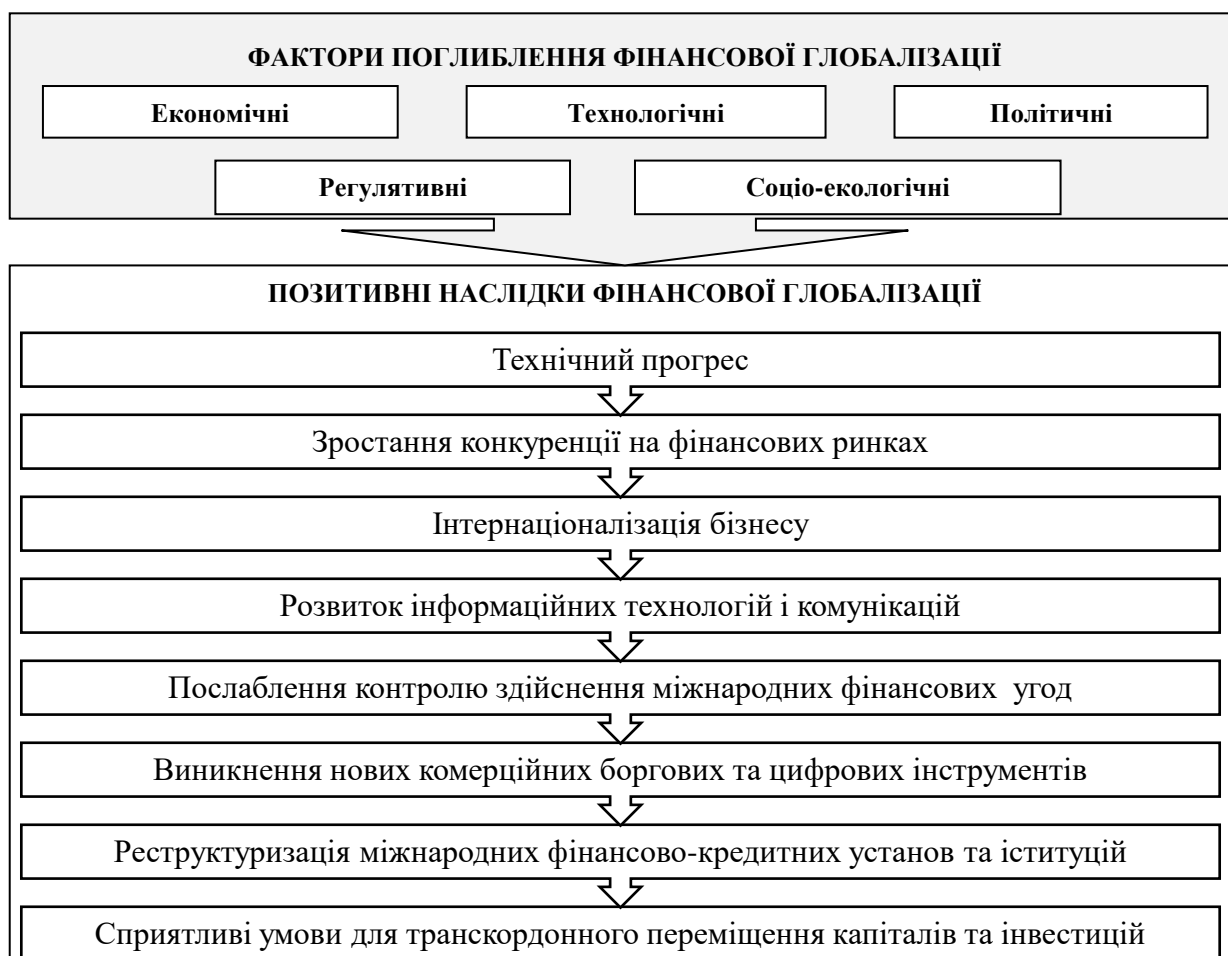 ФАКТОРИ ПОГЛИБЛЕННЯ ФІНАНСОВОЇ ГЛОБАЛІЗАЦІЇ
Економічні
Технологічні
Політичні
Регулятивні
Соціо-екологічні
ПОЗИТИВНІ НАСЛІДКИ ФІНАНСОВОЇ ГЛОБАЛІЗАЦІЇ
Технічний прогрес
Зростання конкуренції на фінансових ринках
Інтернаціоналізація бізнесу
Розвиток інформаційних технологій і комунікацій
Послаблення контролю здійснення міжнародних фінансових угод
Виникнення нових комерційних боргових та цифрових інструментів
Реструктуризація міжнародних фінансово-кредитних установ та іституцій
Сприятливі умови для транскордонного переміщення капіталів та інвестицій